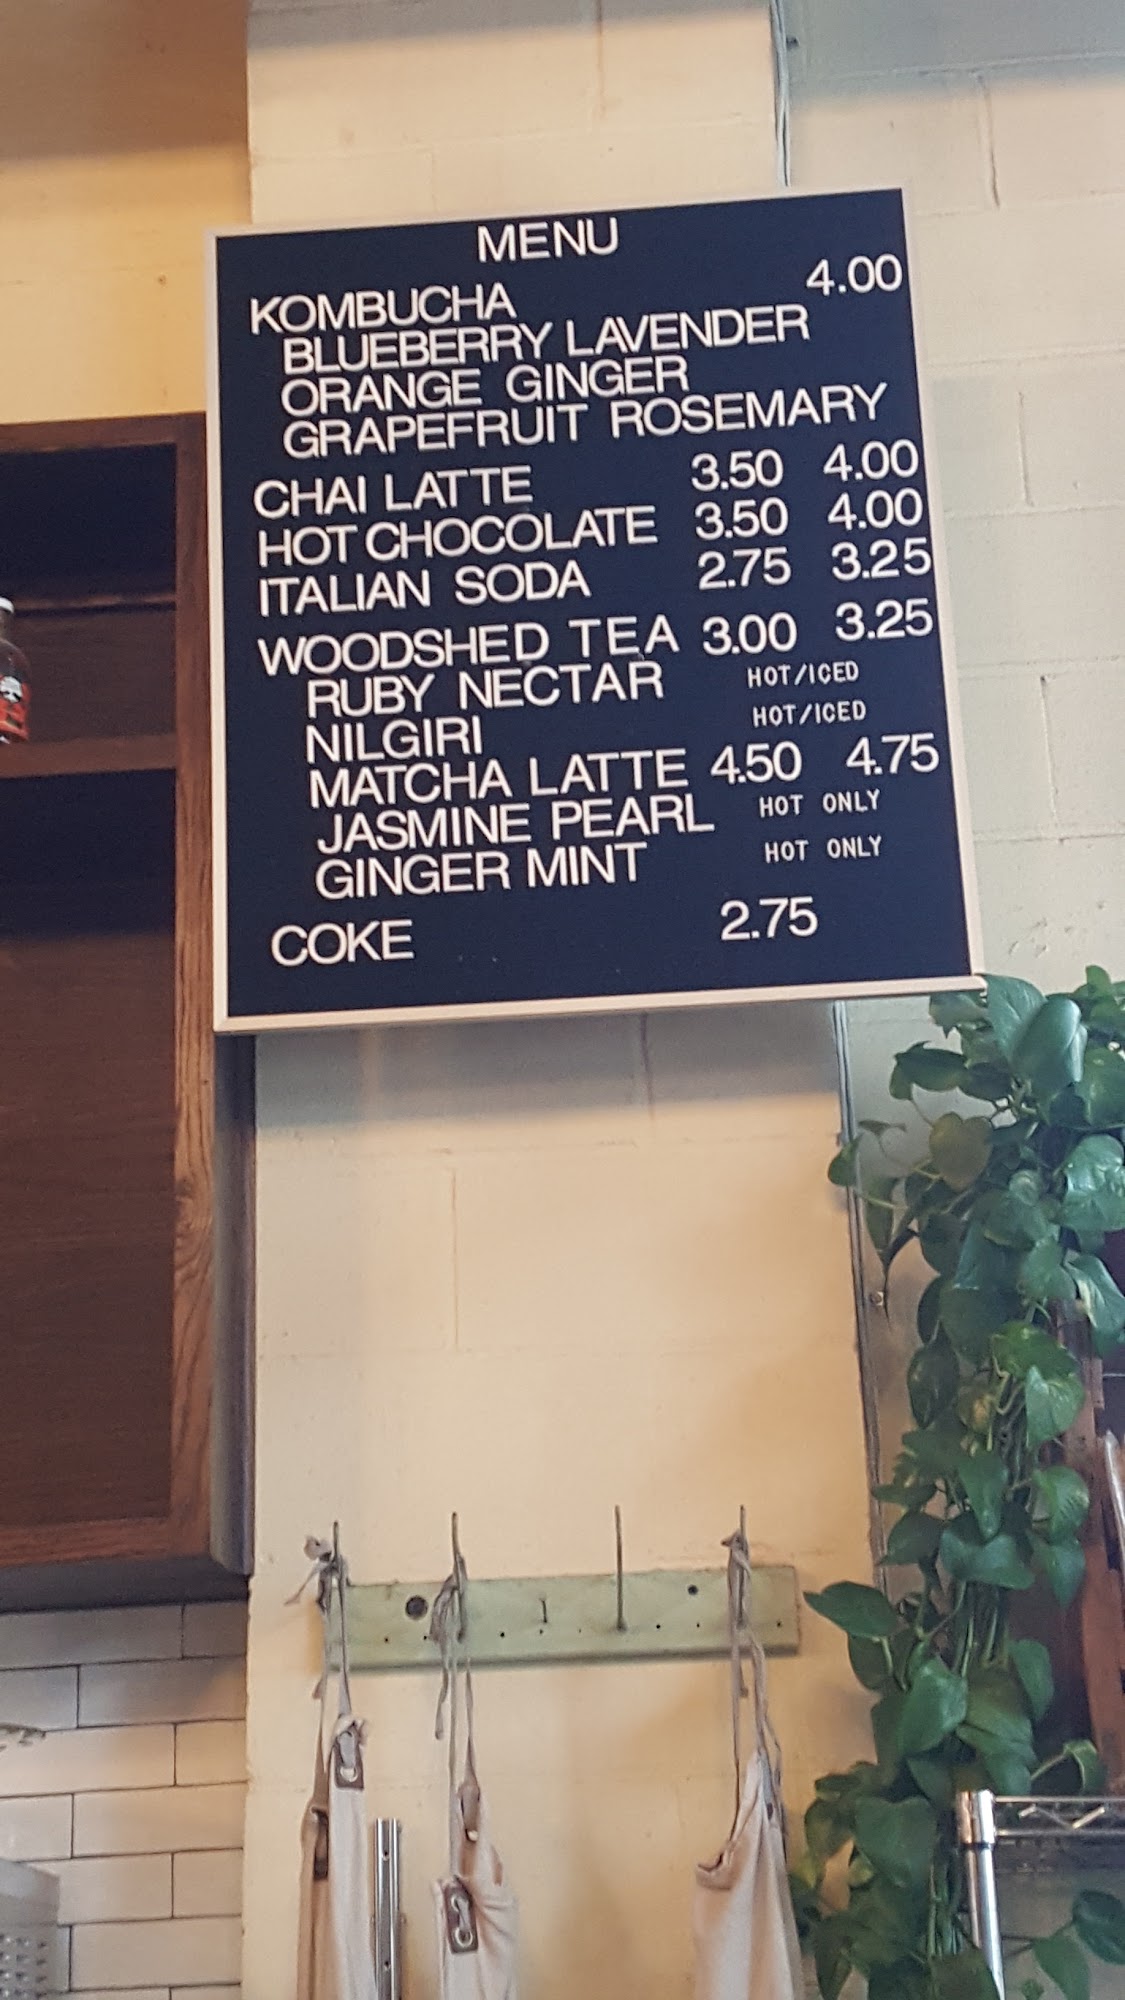 MENU
KOMBUCHA 4.00
BLUEBERRY LAVENDER
ORANGE GINGER
GRAPEFRUIT ROSEMARY
CHAI LATTE 3.50 4.00
HOT CHOCOLATE 3.50 4.00
ITALIAN SODA 2.75 3.25
WOODSHED TEA 3.00 3.25
RUBY NECTAR HOT/ICED
NILGIRI HOT/ICED
MATCHA LATTE 4.50 4.75
JASMINE PEARL HOT ONLY
GINGER MINT HOT ONLY
COKE 2.75